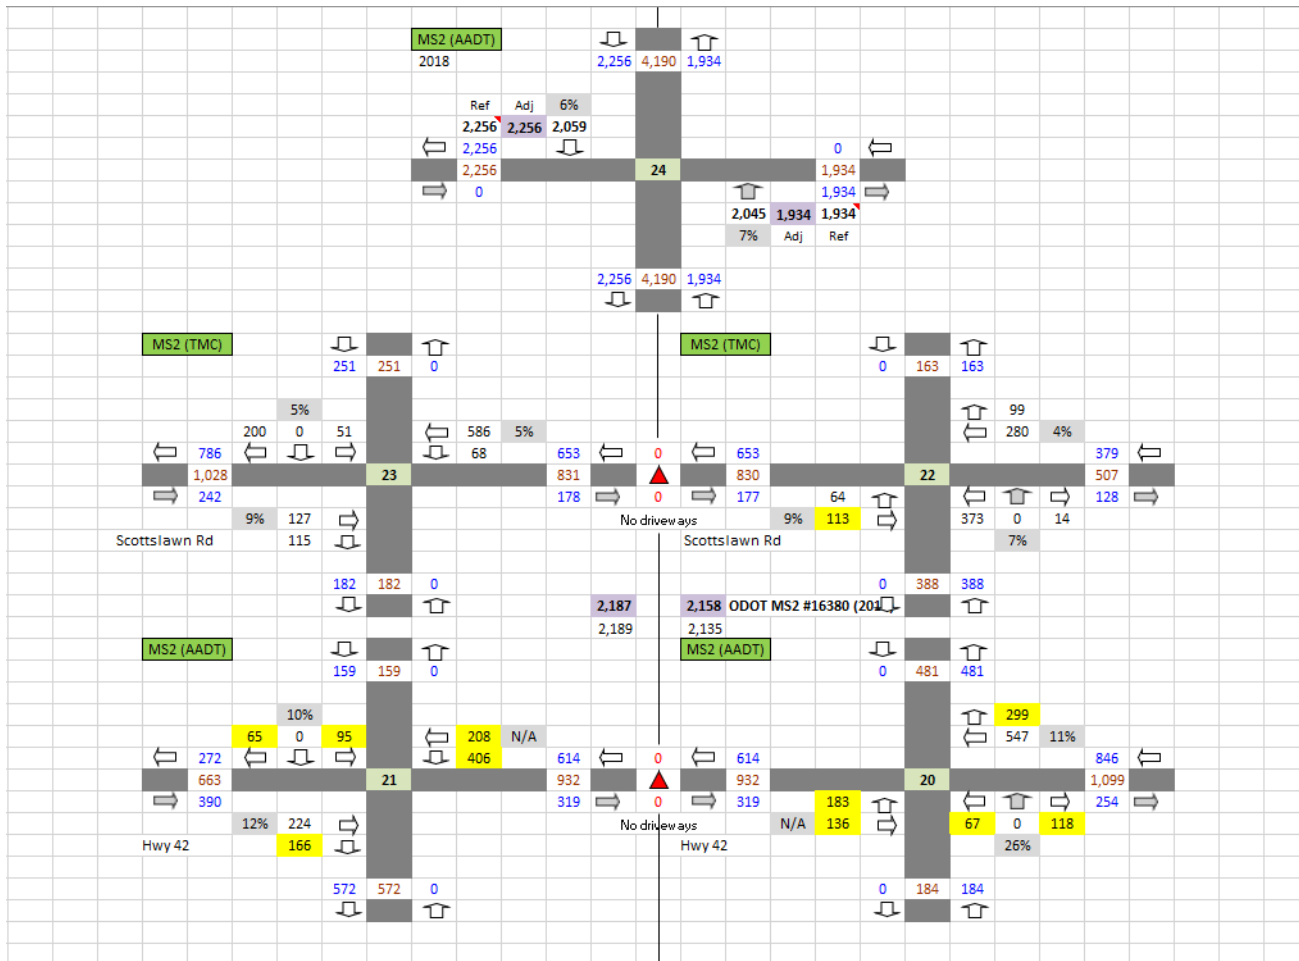 MS2 (AADT)
2018 2,256 4,190 1,934
Ref Adj 6%
2,256 2,256 2,059
2,256 0
2,256 24 1,934
0 1,934
2,045 1,934 1,934
7% Adj Ref
2,256 4,190 1,934
MS2 (TMC) MS2 (TMC)
251 251 0 0 163 163
5% 99
200 0 51 586 5% 280 4%
786 68 653 0 653 379
1,028 23 831 830 22 507
242 178 0 177 64 128
9% 127 No driveways 9% 113 373 0 14
Scottslawn Rd 115 Scottslawn Rd 7%
182 182 0 0 388 388
2,187 2,158 ODOT MS2 #16380 (201
2,189 2,135
MS2 (AADT) MS2 (AADT)
159 159 0 0 481 481
10% 299
65 0 95 208 N/A 547 11%
272 406 614 0 614 846
663 21 932 932 20 1,099
390 319 0 319 183 254
12% 224 No driveways N/A 136 67 0 118
Hwy 42 166 Hwy 42 26%
572 572 0 0 184 184